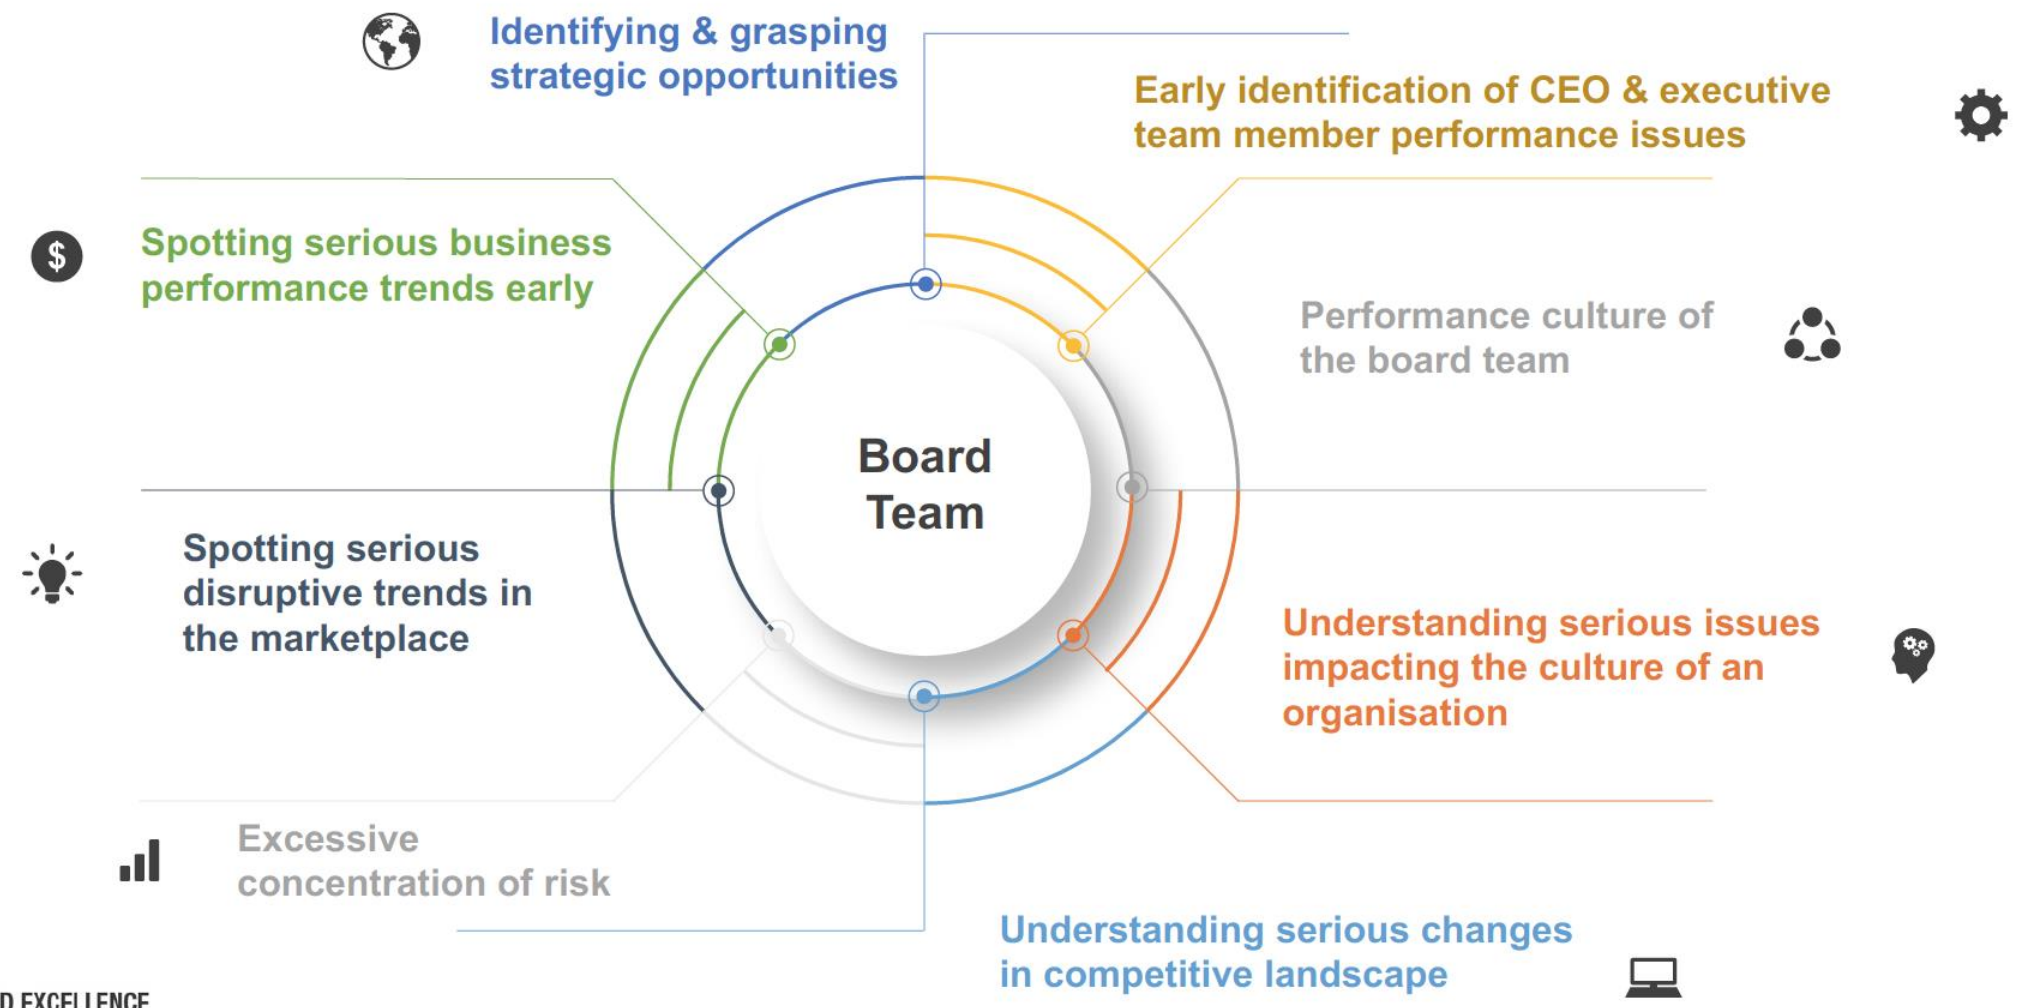 Identifying & grasping
strategic opportunities
Early identification of CEO & executive
team member performance issues
$
Spotting serious business
performance trends early
Performance culture of
the board team
Board
Team
Spotting serious
disruptive trends in
the marketplace
Understanding serious issues
impacting the culture of an
organisation
Excessive
concentration of risk
Understanding serious changes
in competitive landscape
D EXCELLENCE